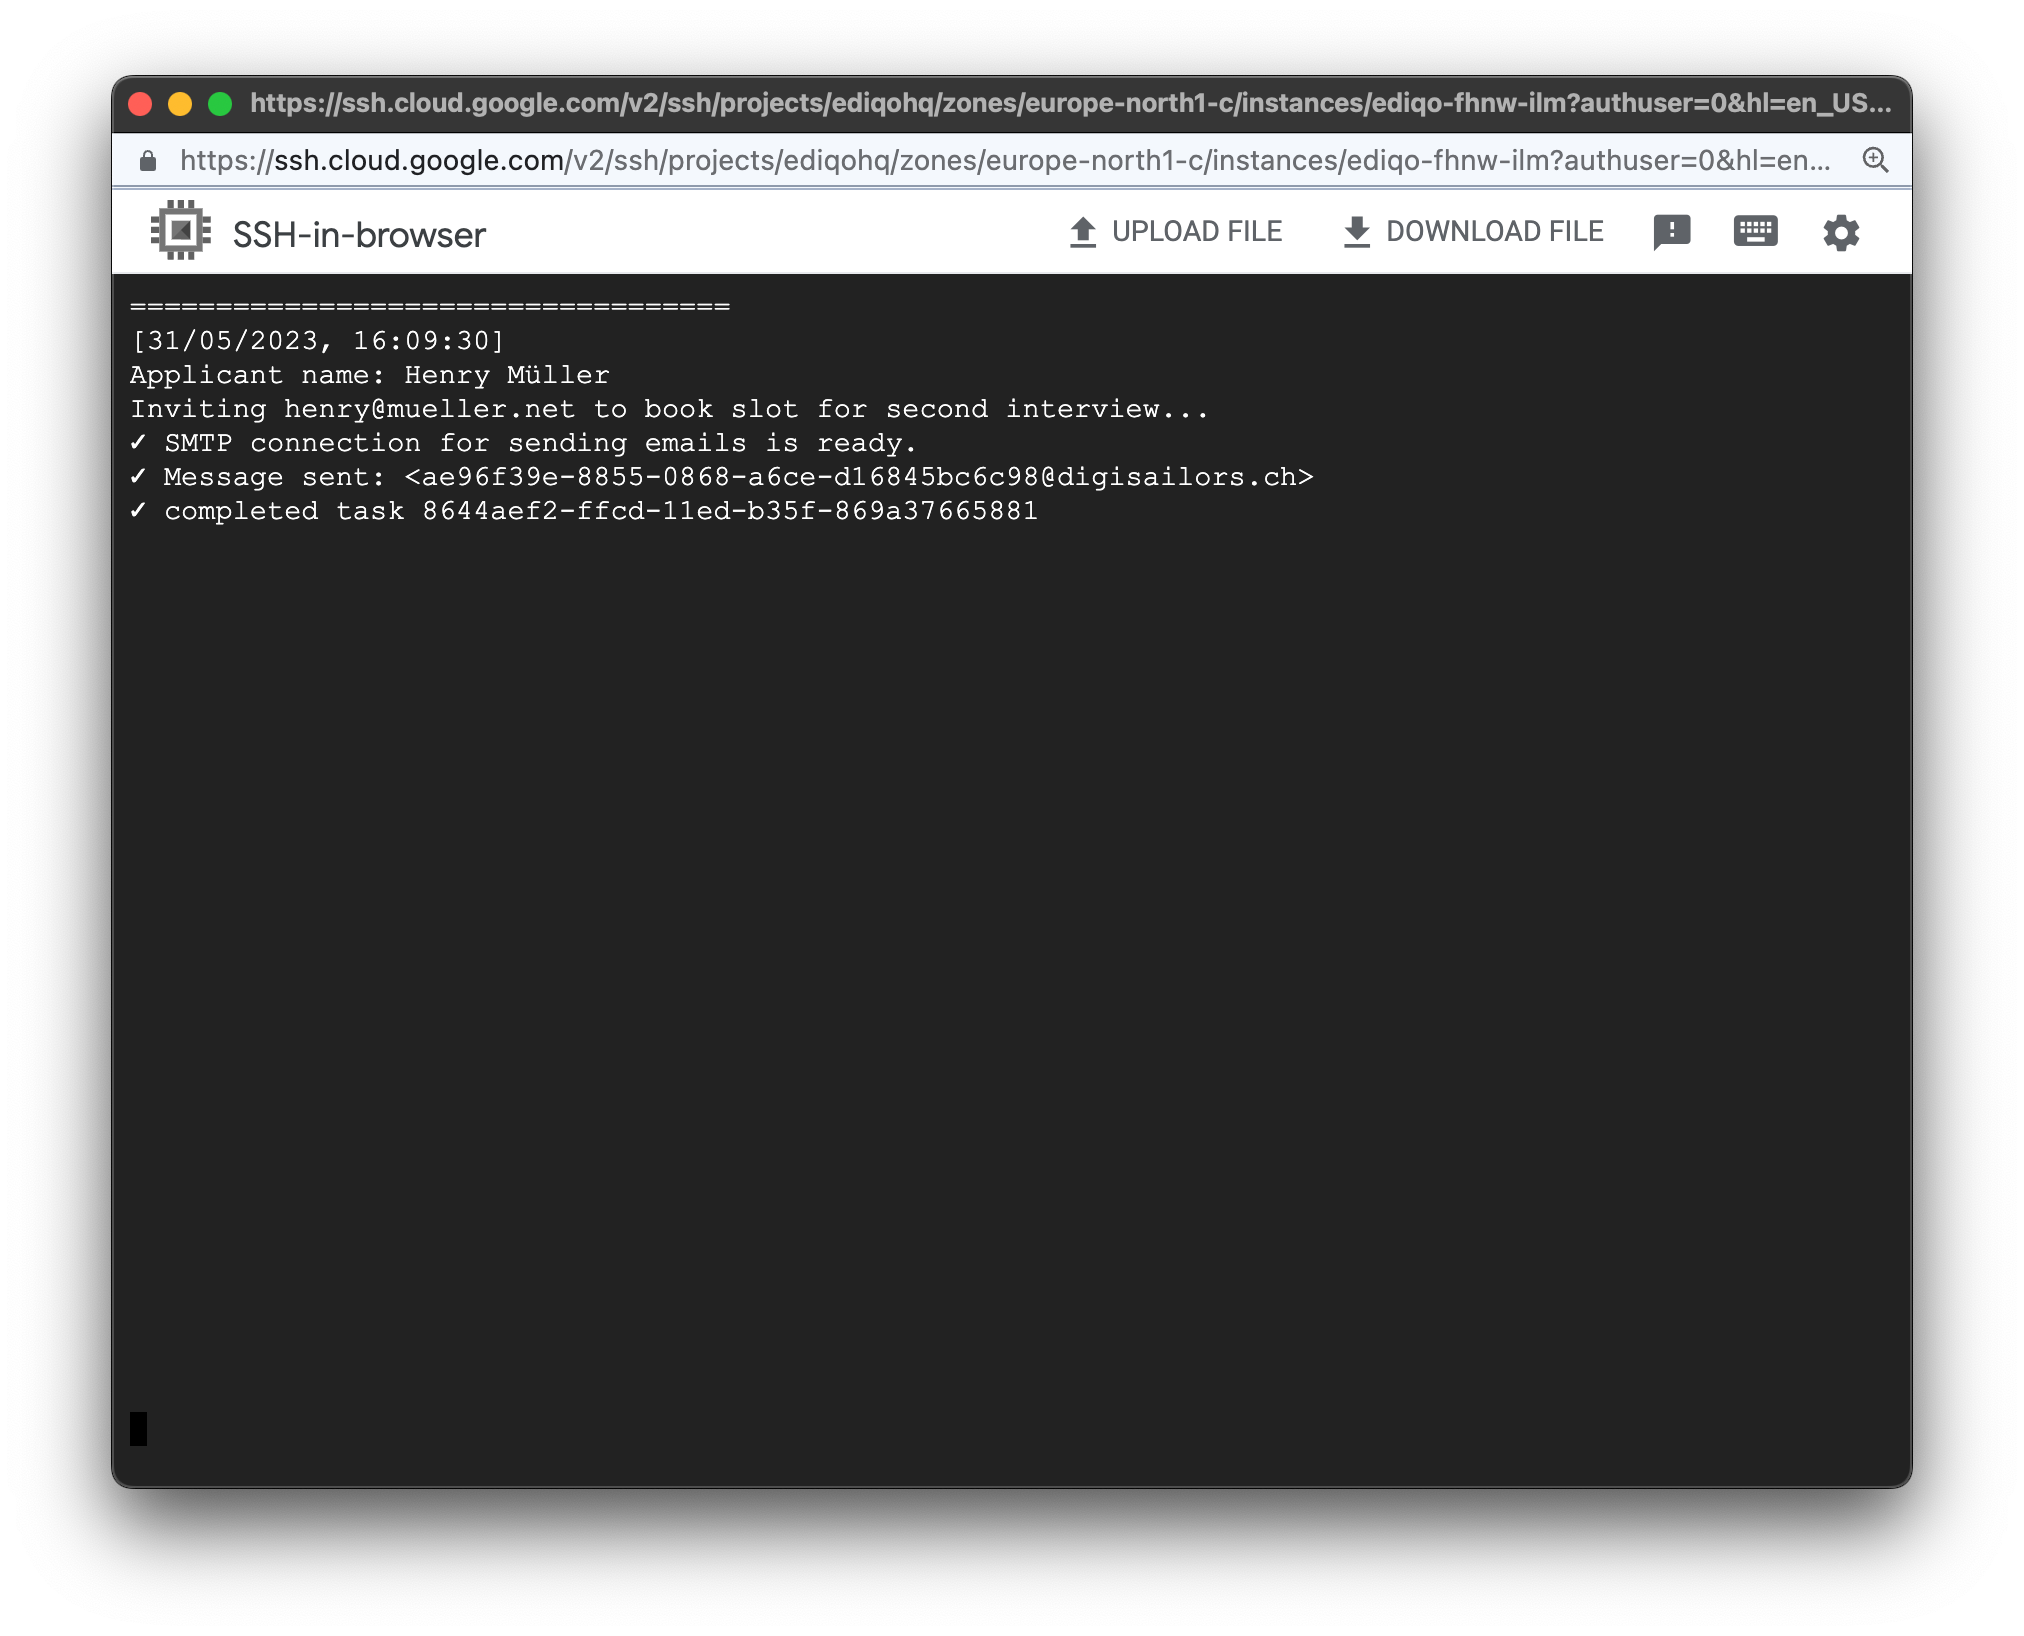 https://ssh.cloud.google.com/v2/ssh/projects/ediqohq/zones/europe-north1-c/instances/ediqo-fhnw-ilm?authuser=0&hl=en_US...
https://ssh.cloud.google.com/v2/ssh/projects/ediqohq/zones/europe-north1-c/instances/ediqo-fhnw-ilm?authuser=0&hl=en...
SSH-in-browser UPLOAD FILE DOWNLOAD FILE
===================================
[31/05/2023, 16:09:30]
Applicant name: Henry Müller
Inviting henry@mueller.net to book slot for second interview...
✓ SMTP connection for sending emails is ready.
✓ Message sent: <ae96f39e-8855-0868-a6ce-d16845bc6c98@digisailors.ch>
✓ completed task 8644aef2-ffcd-11ed-b35f-869a37665881